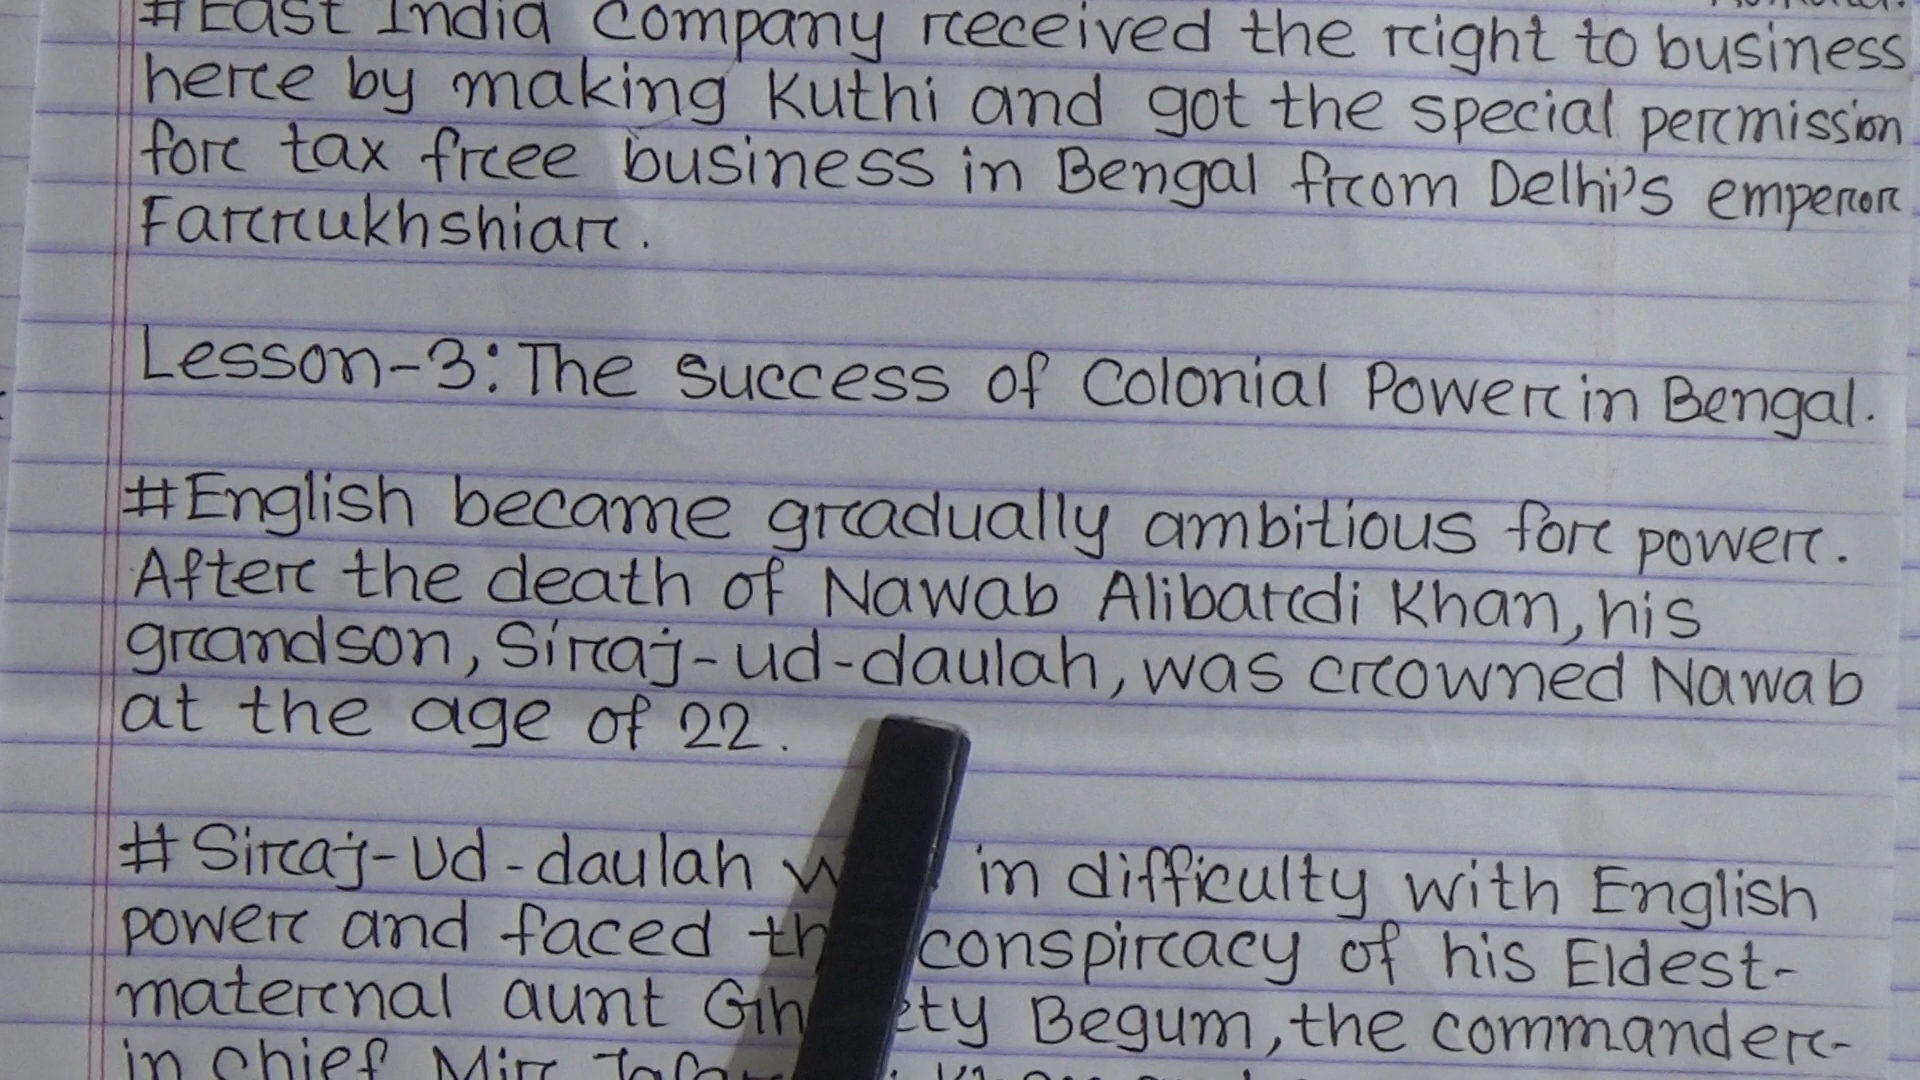 #East India Company received the right to business
here by making Kuthi and got the special permission
for tax free business in Bengal from Delhi's emperor
Farrukhshiar.
Lesson-3: The Success of Colonial Power in Bengal.
#English became gradually ambitious for power.
After the death of Nawab Alibardi Khan, his
grandson, Siraj-ud-daulah, was crowned Nawab
at the age of 22.
#Siraj-Ud-daulah in difficulty with English
power and faced conspiracy of his Eldest-
maternal aunt Begum, the commander-
in chief Mir